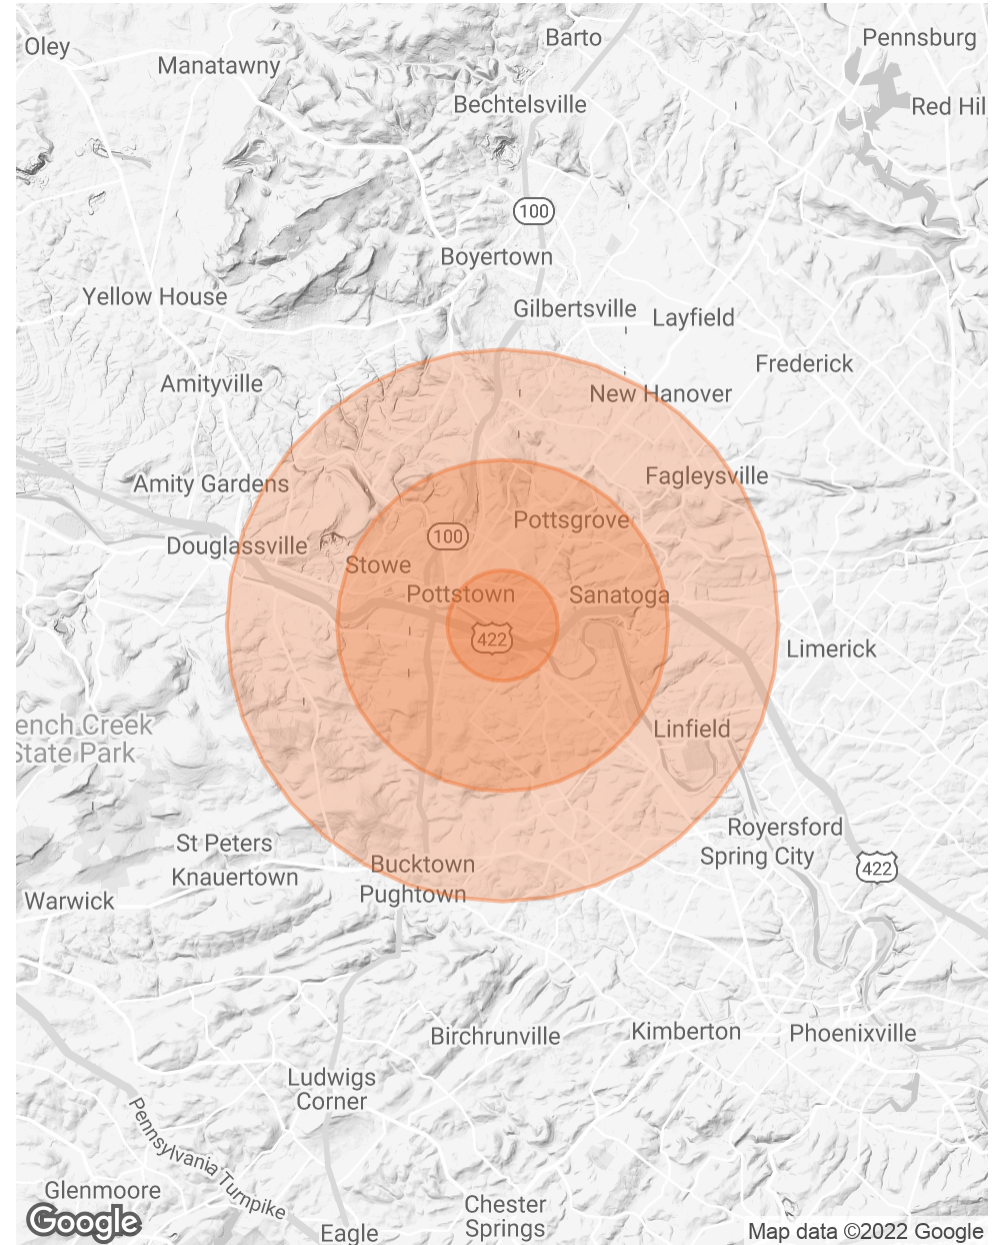 Oley
Barto
Pennsburg
Manatawny
Bechtelsville
Red Hil
100
Boyertown
Yellow House
Gilbertsville
Layfield
Frederick
Amityville
New Hanover
Amity Gardens
Fagleysville
Pottsgrove
100
Douglassville
Stowe
Pottstown
Sanatoga
422
Limerick
ench Creek
State Park
Linfield
Royersford
Spring City
St Peters
Knauertown
Bucktown
Pughtown
422
Warwick
Birchrunville
Kimberton
Phoenixville
Ludwigs
Corner
Pennsylvania Turnpike
Glenmoore
Chester
Springs
Eagle
Google
Map data ©2022 Google